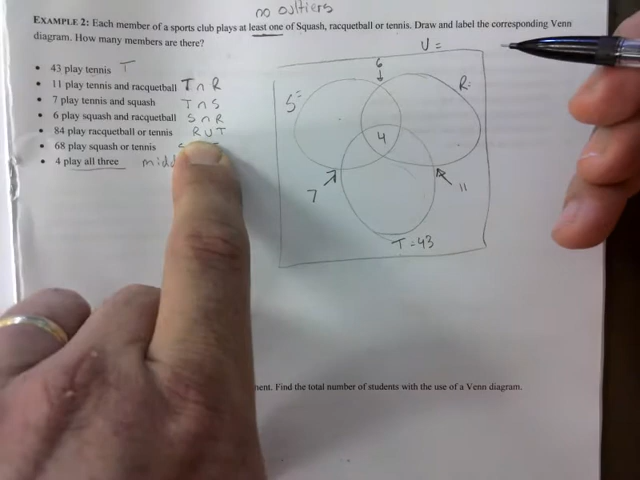 no outliers
EXAMPLE 2: Each member of a sports club plays at least one of Squash, racquetball or tennis. Draw and label the corresponding Venn
diagram. How many members are there?
U =
• 43 play tennis T
• 11 play tennis and racquetball T ∩ R
• 7 play tennis and squash T ∩ S
• 6 play squash and racquetball S ∩ R
• 84 play racquetball or tennis R ∪ T
• 68 play squash or tennis
• 4 play all three
6
S=
R=
4
7
11
T=43
Find the total number of students with the use of a Venn diagram.